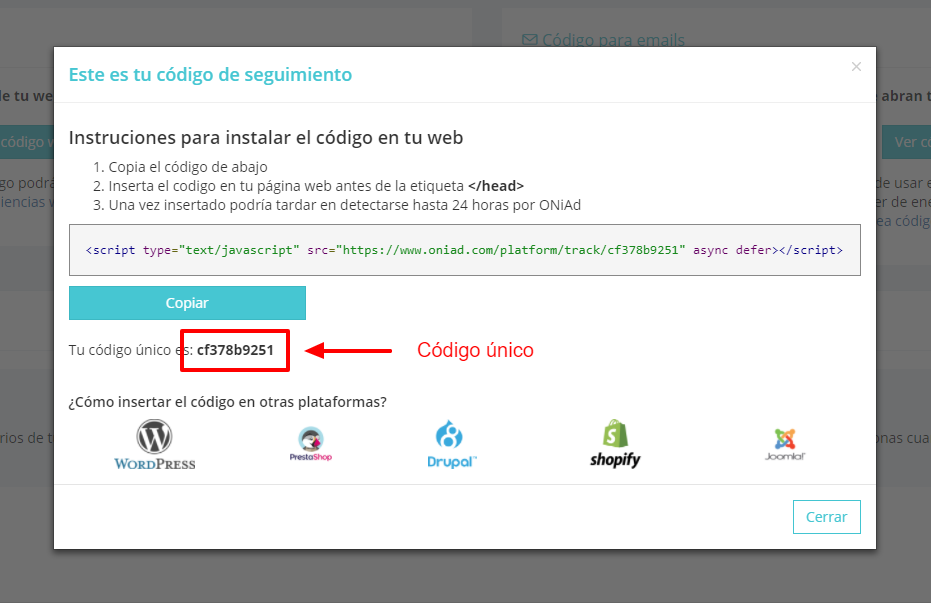 Código para emails
Este es tu código de seguimiento
×
de tu we
abran t
código w
Ver co
Instruciones para instalar el código en tu web
1. Copia el código de abajo
2. Inserta el codigo en tu página web antes de la etiqueta </head>
3. Una vez insertado podría tardar en detectarse hasta 24 horas por ONiAd
go podrá
de usar e
iencias w
er de ene
ea códig
<script type="text/javascript" src="https://www.oniad.com/platform/track/cf378b9251" async defer></script>
Copiar
Tu código único es: cf378b9251
Código único
¿Cómo insertar el código en otras plataformas?
rios de t
onas cua
WORDPRESS
PrestaShop
Drupal™
shopify
Joomla!
Cerrar